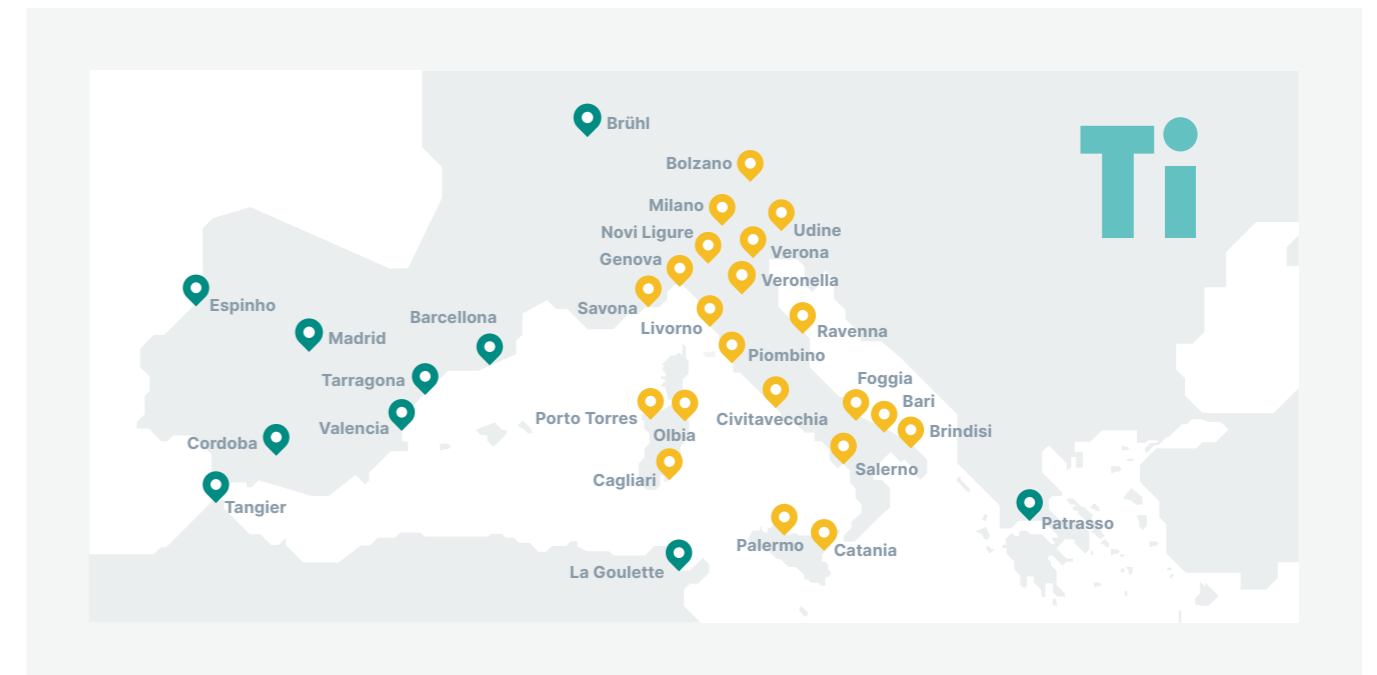 Brühl
Ti
Bolzano
Milano
Udine
Novi Ligure
Verona
Genova
Veronella
Espinho
Savona
Barcellona
Livorno
Ravenna
Madrid
Piombino
Tarragona
Foggia
Bari
Porto Torres
Civitavecchia
Valencia
Brindisi
Olbia
Cordoba
Salerno
Cagliari
Tangier
Patrasso
Palermo
Catania
La Goulette